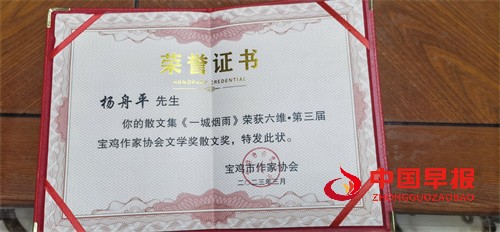 荣誉证书
HONORARY CREDENTIAL
杨舟平 先生
你的散文集《一城烟雨》荣获六维·第三届
宝鸡作家协会文学奖散文奖，特发此状。
宝鸡市作家协会
二〇二三年三月
中国早报
ZHONGGUOZAOBAO